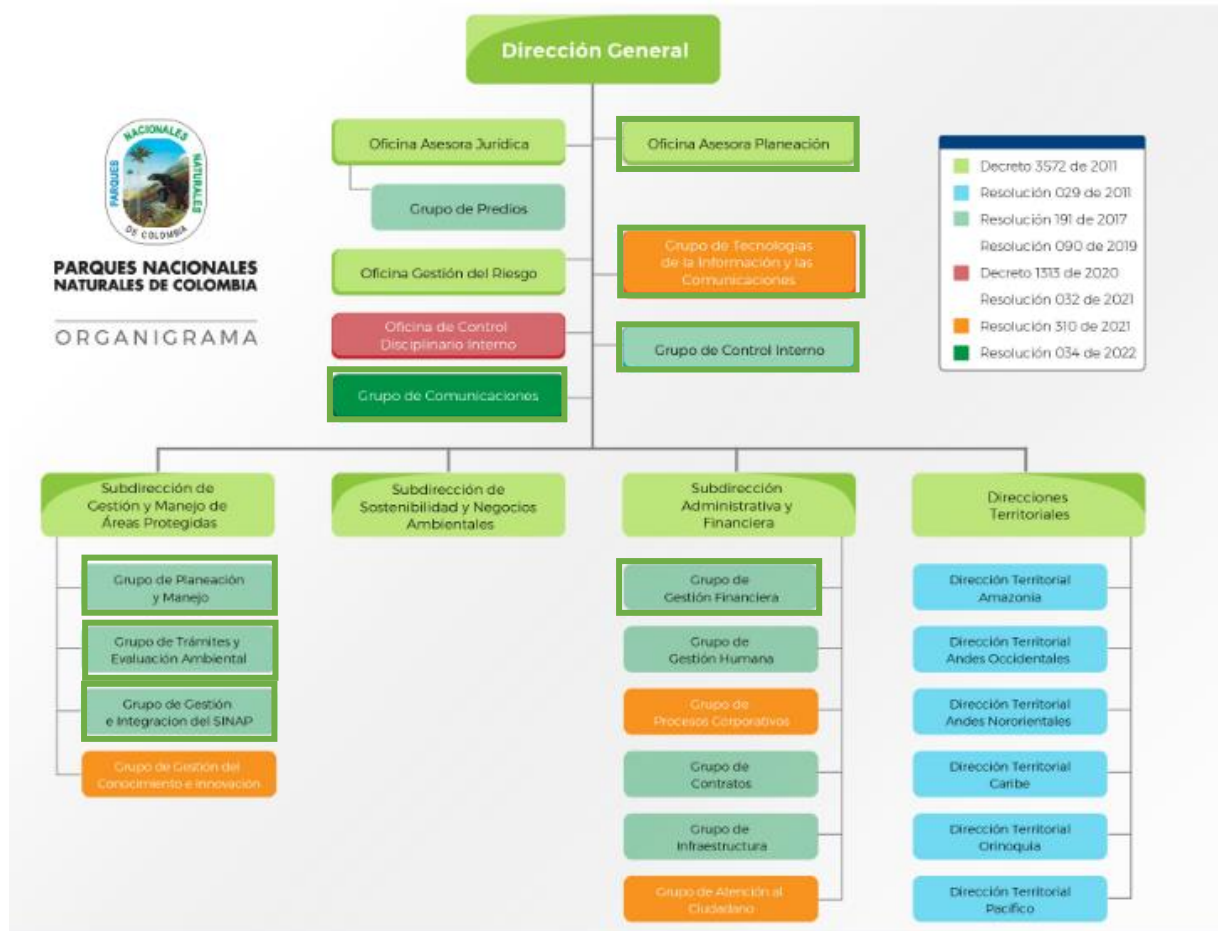 Dirección General
NACIONALES
PARQUES
NATURALES
DE COLOMBIA
PARQUES NACIONALES
NATURALES DE COLOMBIA
ORGANIGRAMA
Oficina Asesora Jurídica
Oficina Asesora Planeación
Grupo de Predios
Oficina Gestión del Riesgo
Grupo de Tecnologías
de la Información y las
Comunicaciones
Oficina de Control
Disciplinario Interno
Grupo de Control Interno
Grupo de Comunicaciones
Decreto 3572 de 2011
Resolución 029 de 2011
Resolución 191 de 2017
Resolución 090 de 2019
Decreto 1313 de 2020
Resolución 032 de 2021
Resolución 310 de 2021
Resolución 034 de 2022
Subdirección de
Gestión y Manejo de
Áreas Protegidas
Grupo de Planeación
y Manejo
Grupo de Trámites y
Evaluación Ambiental
Grupo de Gestión
e Integracion del SINAP
Grupo de Gestión del
Conocimiento e Innovación
Subdirección de
Sostenibilidad y Negocios
Ambientales
Subdirección
Administrativa y
Financiera
Grupo de
Gestión Financiera
Grupo de
Gestión Humana
Grupo de
Procesos Corporativos
Grupo de
Contratos
Grupo de
Infraestructura
Grupo de Atención al
Ciudadano
Direcciones
Territoriales
Dirección Territorial
Amazonia
Dirección Territorial
Andes Occidentales
Dirección Territorial
Andes Nororientales
Dirección Territorial
Caribe
Dirección Territorial
Orinoquia
Dirección Territorial
Pacífico